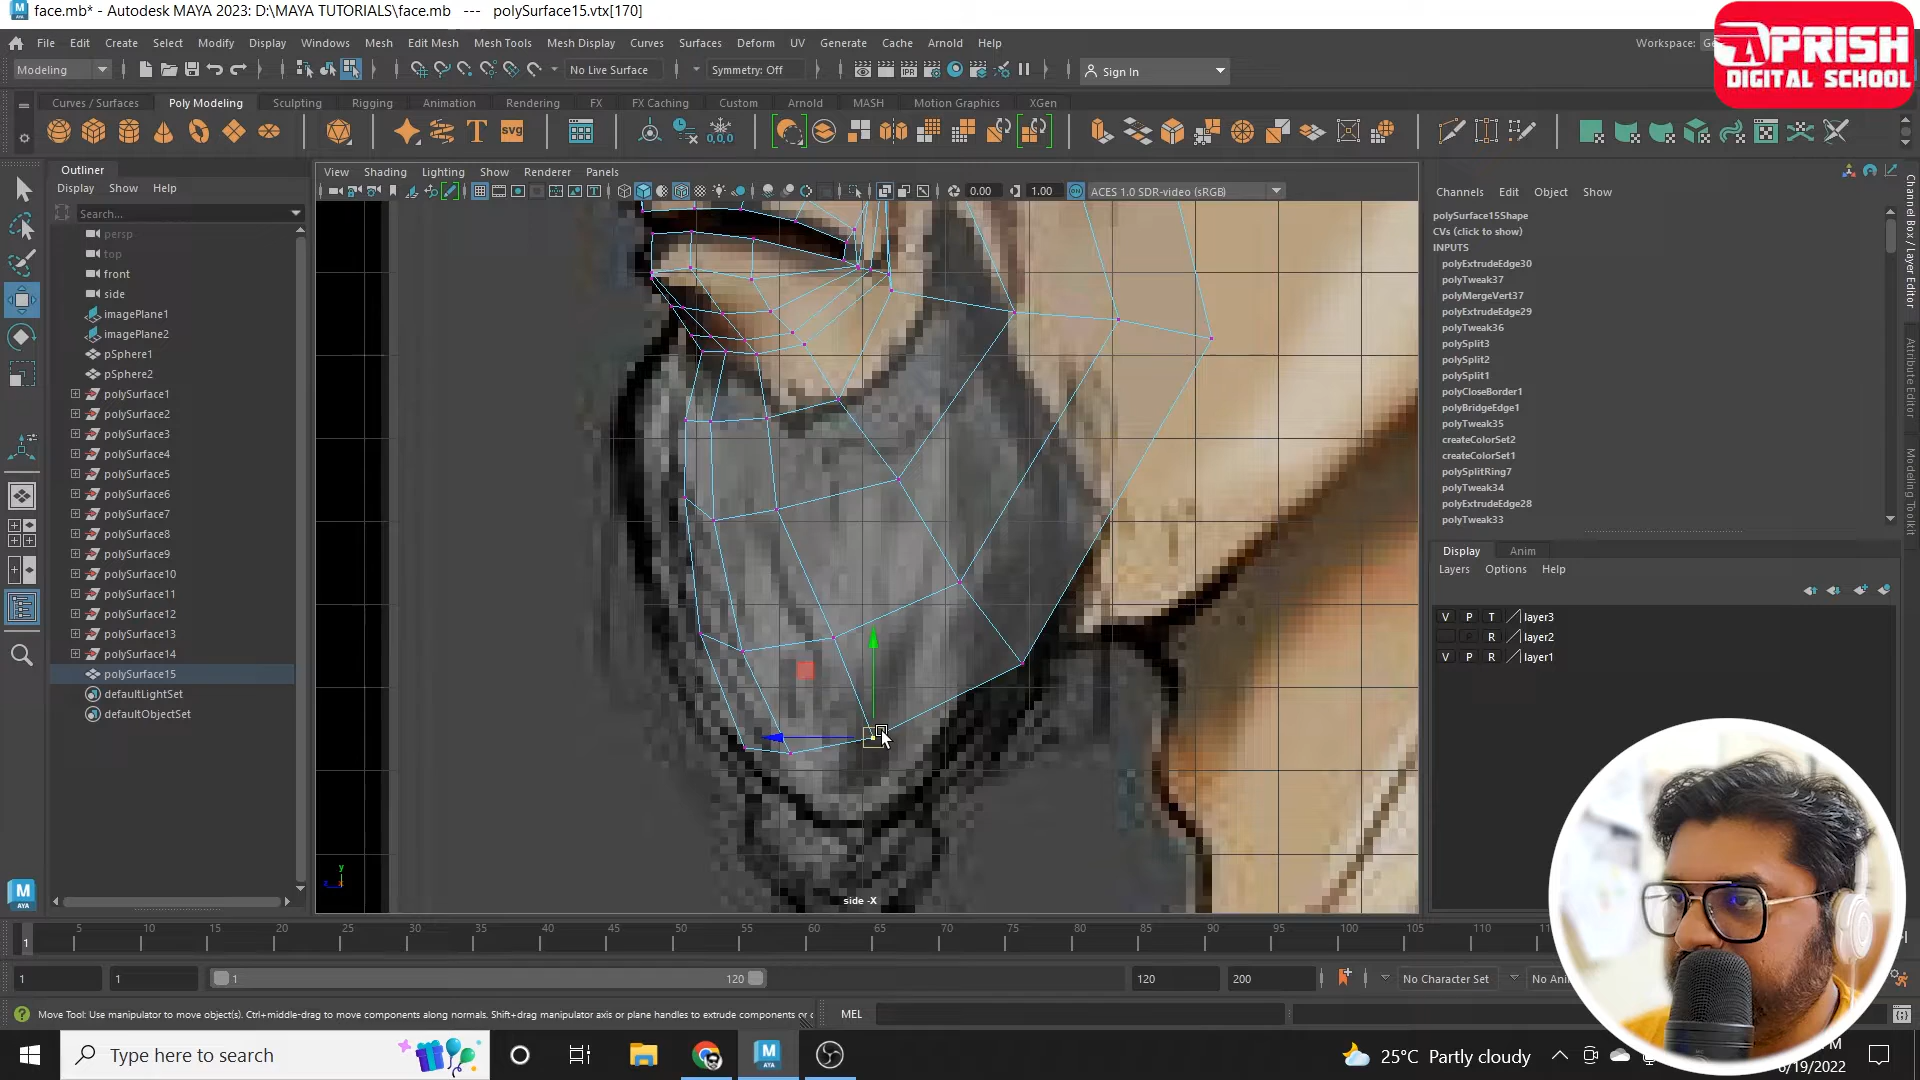 face.mb* - Autodesk MAYA 2023: D:\MAYA TUTORIALS\face.mb --- polySurface15.vtx[170]
File Edit Create Select Modify Display Windows Mesh Edit Mesh Mesh Tools Mesh Display Curves Surfaces Deform UV Generate Cache Arnold Help Workspace:
APRISH
DIGITAL SCHOOL
Modeling No Live Surface Symmetry: Off Sign In
Curves / Surfaces Poly Modeling Sculpting Rigging Animation Rendering FX FX Caching Custom Arnold MASH Motion Graphics XGen
Outliner
Display Show Help
Search...
persp
top
front
side
imagePlane1
imagePlane2
pSphere1
pSphere2
polySurface1
polySurface2
polySurface3
polySurface4
polySurface5
polySurface6
polySurface7
polySurface8
polySurface9
polySurface10
polySurface11
polySurface12
polySurface13
polySurface14
polySurface15
defaultLightSet
defaultObjectSet
View Shading Lighting Show Renderer Panels
0.00 1.00 ACES 1.0 SDR-video (sRGB)
side -X
Channels Edit Object Show
polySurface15Shape
CVs (click to show)
INPUTS
polyExtrudeEdge30
polyTweak37
polyMergeVert37
polyExtrudeEdge29
polyTweak36
polySplit3
polySplit2
polySplit1
polyCloseBorder1
polyBridgeEdge1
polyTweak35
createColorSet2
createColorSet1
polySplitRing7
polyTweak34
polyExtrudeEdge28
polyTweak33
Display Anim
Layers Options Help
V P T layer3
R layer2
V P R layer1
Channel Box / Layer Editor
Attribute Editor
Modeling Toolkit
5 10 15 20 25 30 35 40 45 50 55 60 65 70 75 80 85 90 95 100 105 110
1
1 1 1 120 120 200 No Character Set
Move Tool: Use manipulator to move object(s). Ctrl+middle-drag to move components along normals. Shift+drag manipulator axis or plane handles to extrude components or
MEL
Type here to search
25°C Partly cloudy